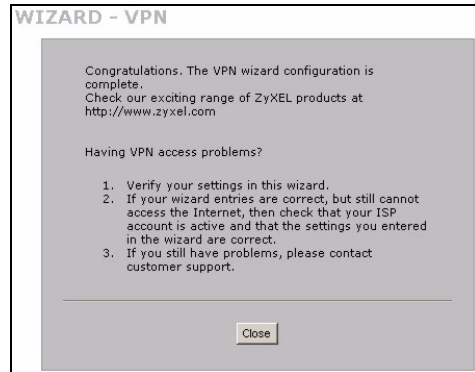 WIZARD - VPN
Congratulations. The VPN wizard configuration is
complete.
Check our exciting range of ZyXEL products at
http://www.zyxel.com
Having VPN access problems?
1. Verify your settings in this wizard.
2. If your wizard entries are correct, but still cannot
access the Internet, then check that your ISP
account is active and that the settings you entered
in the wizard are correct.
3. If you still have problems, please contact
customer support.
Close